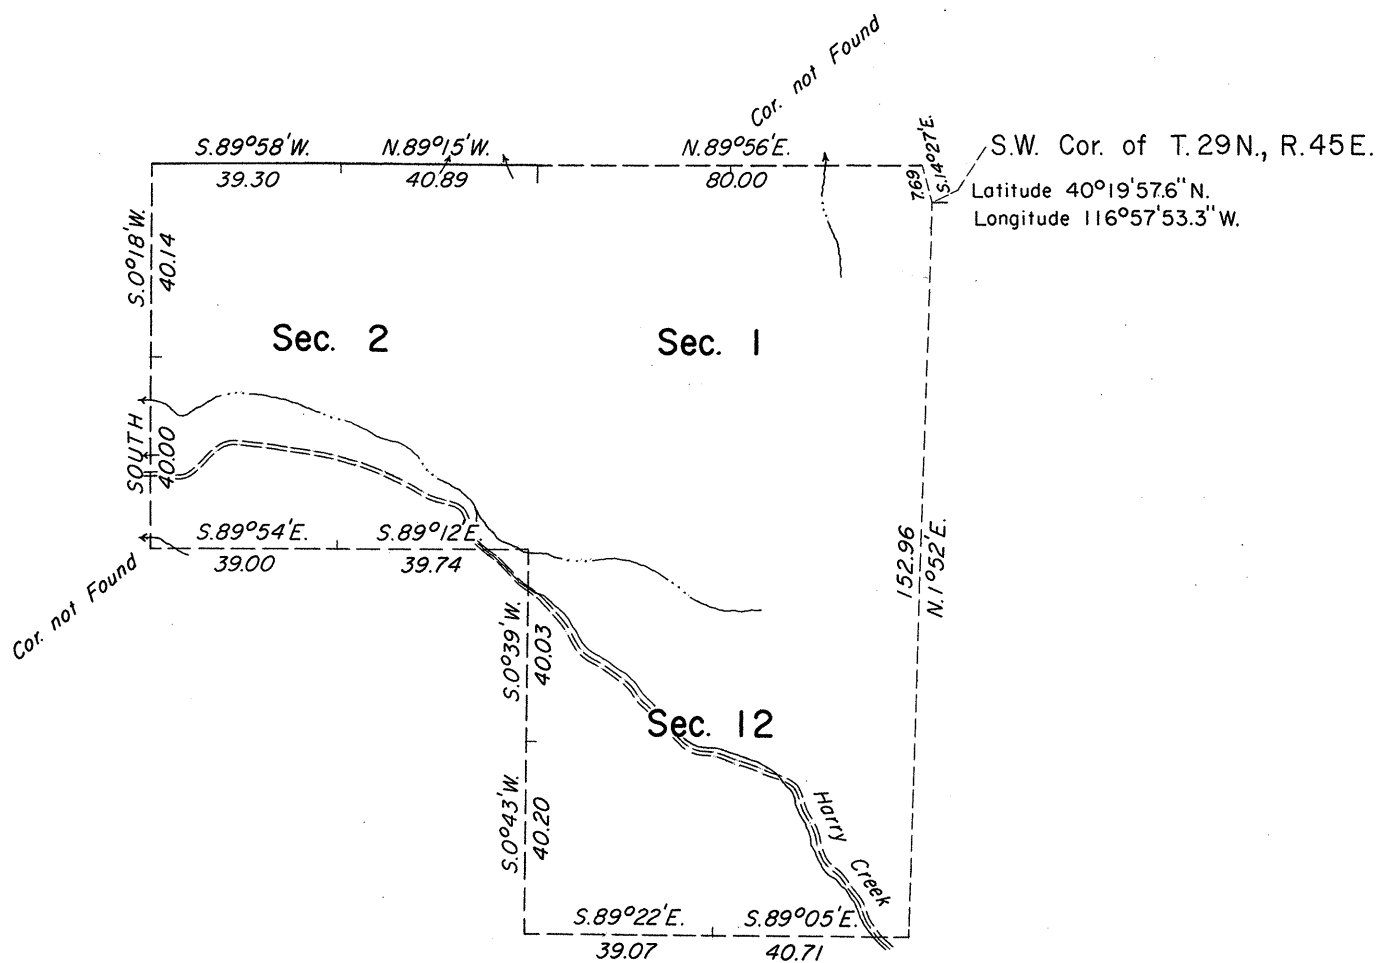 Cor. not Found
S.89°58'W.
N.89°15'W.
N.89°56'E.
39.30
40.89
80.00
7.69
S.14°27'E.
S.W. Cor. of T.29N., R.45E.
Latitude 40°19'57.6"N.
Longitude 116°57'53.3"W.
S.0°18'W.
40.14
Sec. 2
Sec. 1
SOUTH
40.00
S.89°54'E.
S.89°12'E.
39.00
39.74
Cor. not Found
152.96
N.1°52'E.
S.0°39'W.
40.03
Sec. 12
S.0°43'W.
40.20
Harry Creek
S.89°22'E.
S.89°05'E.
39.07
40.71